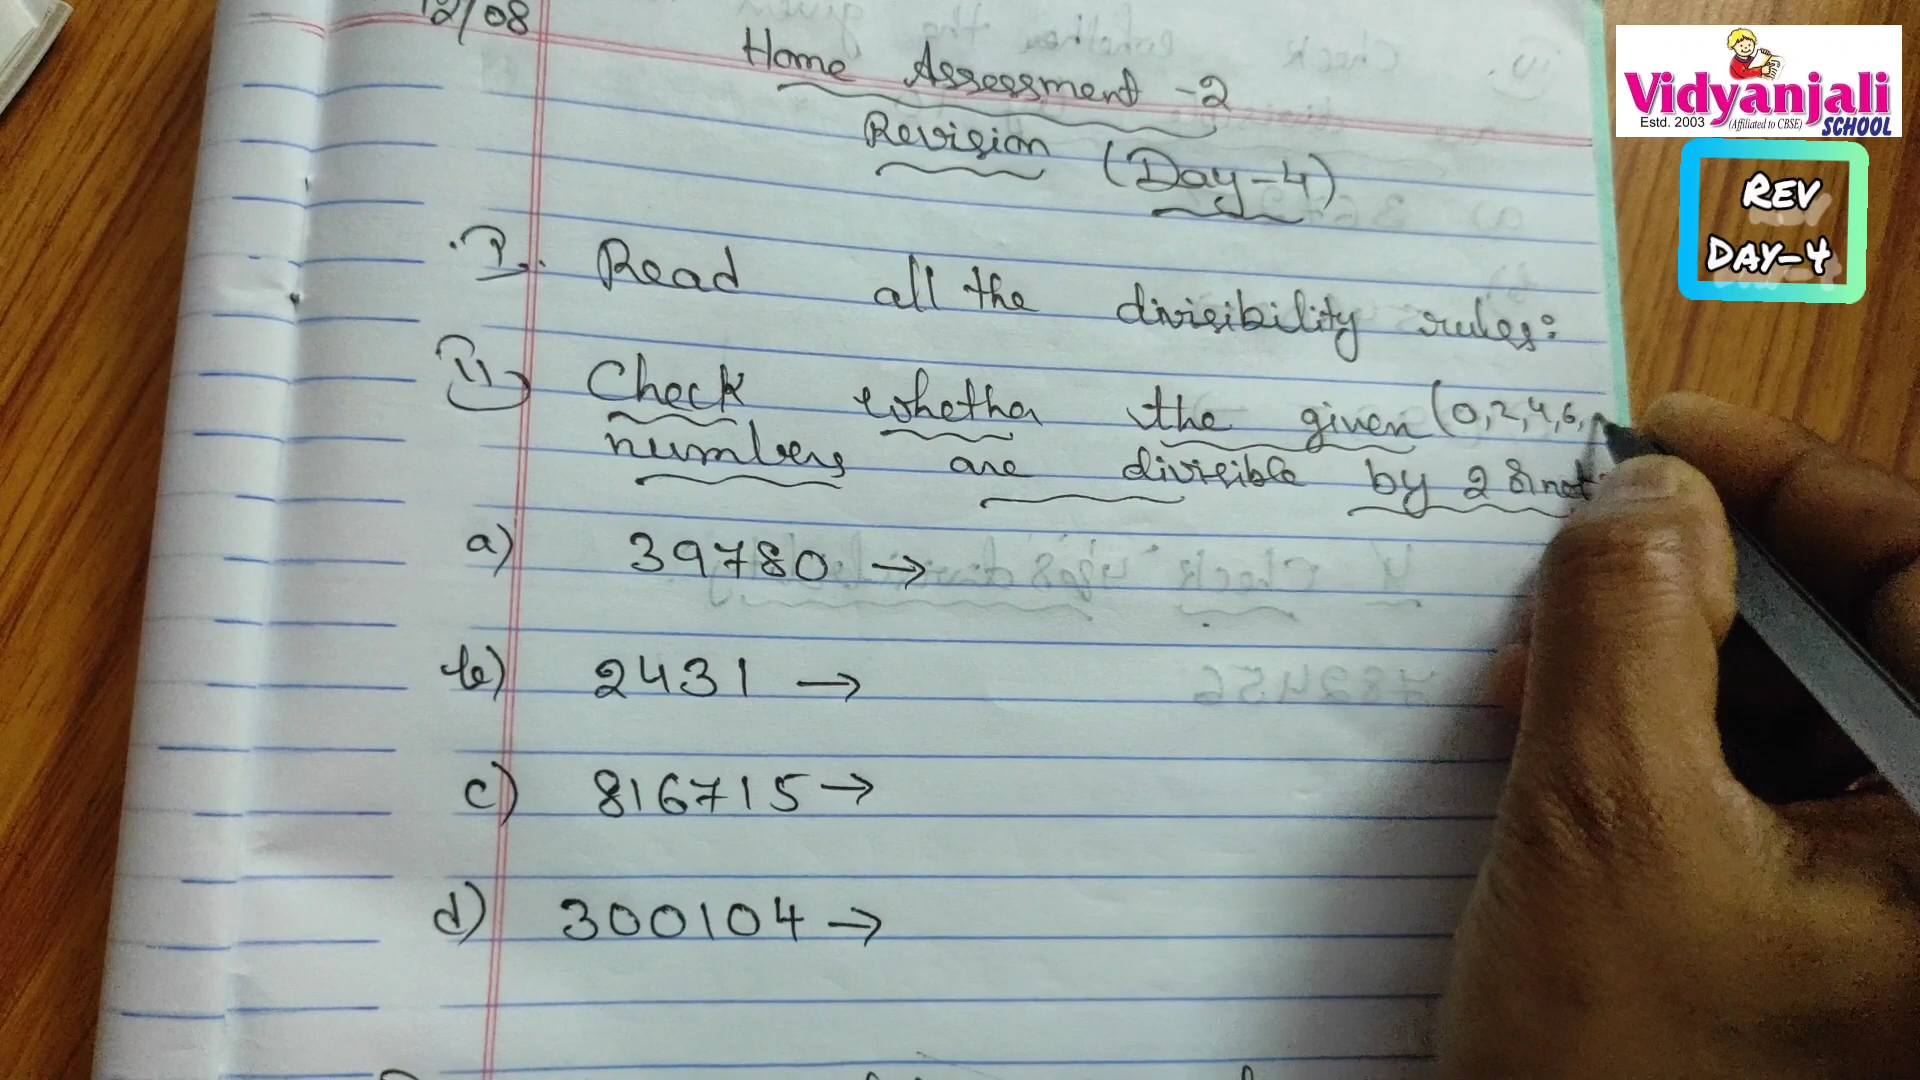 12/08
Home Assessment -2
Revision (Day-4)
I. Read all the divisibility rules:
II) Check whether the given (0,2,4,6,
numbers are divisible by 2 or not
a) 39780 →
b) 2431 →
c) 816715 →
d) 300104 →
Vidyanjali
Estd. 2003 (Affiliated to CBSE) SCHOOL
REV
DAY-4